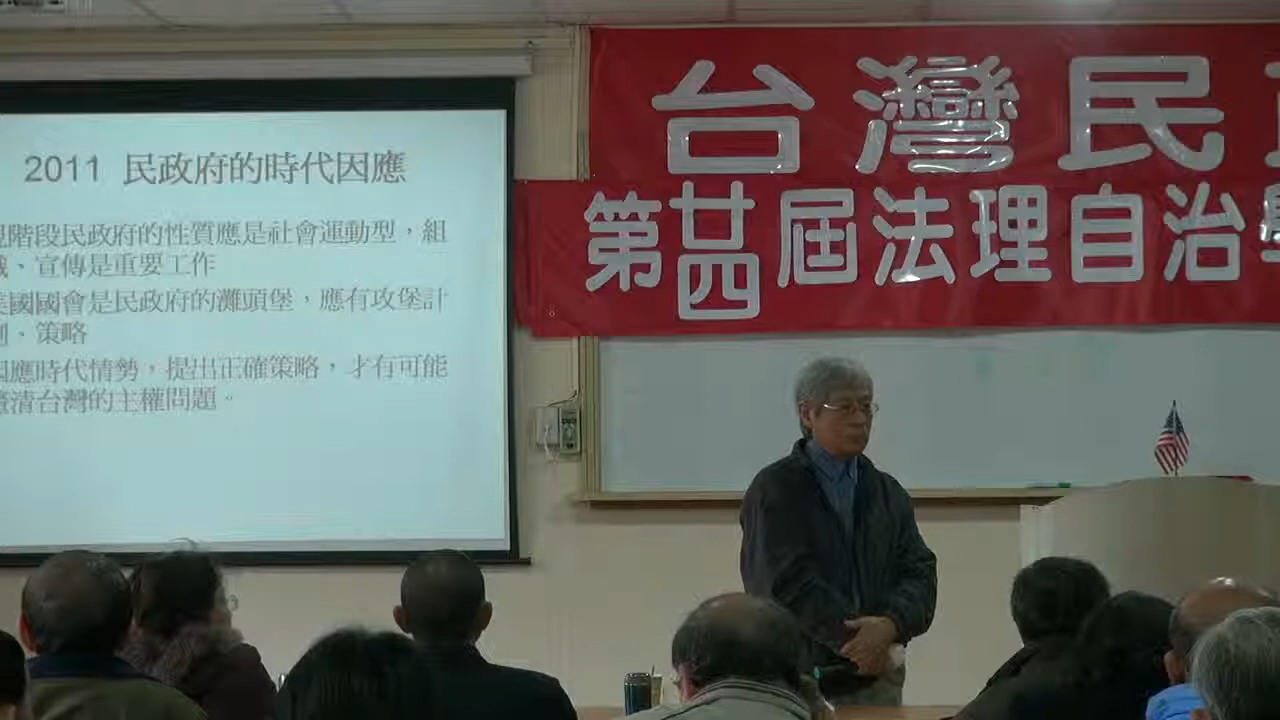 2011 民政府的時代因應
階段民政府的性質應是社會運動型，組
、宣傳是重要工作
國國會是民政府的灘頭堡，應有攻堡計
、策略
應時代情勢，提出正確策略，才有可能
清台灣的主權問題。
台灣民
第廿四屆法理自治